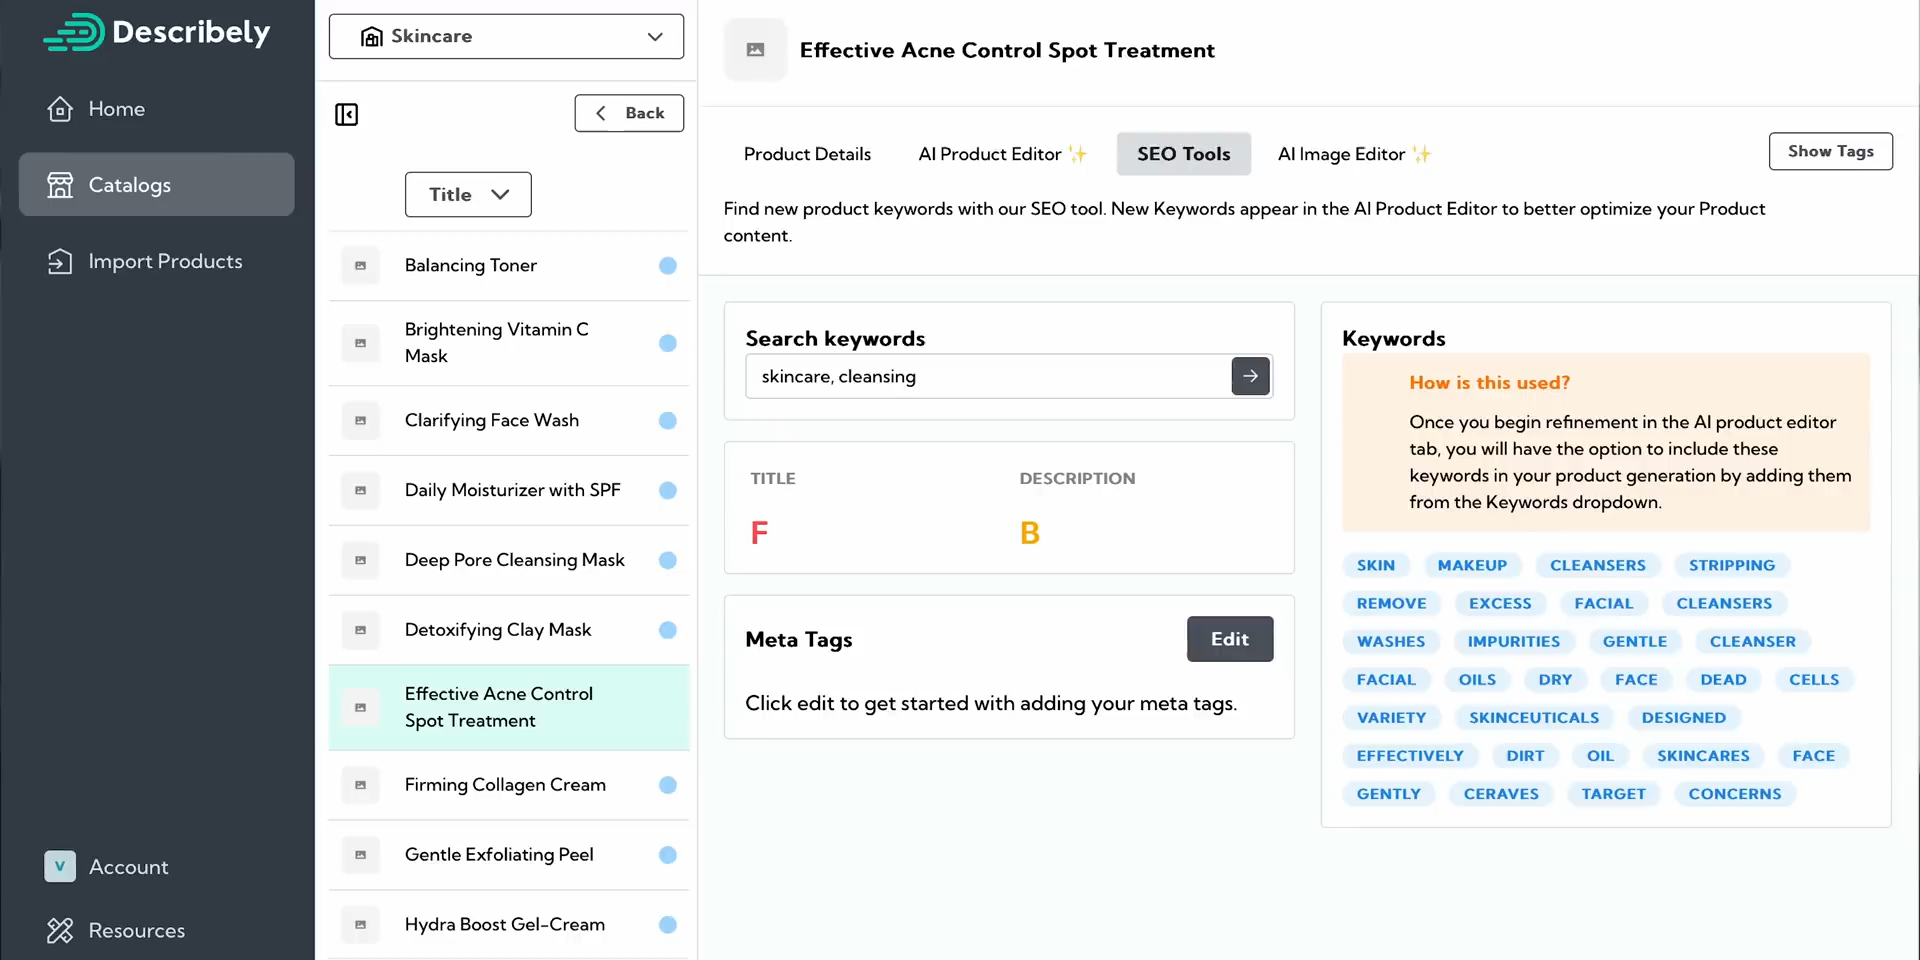 Describely
Home
Catalogs
Import Products
V Account
Resources
Skincare
Back
Title
Balancing Toner
Brightening Vitamin C
Mask
Clarifying Face Wash
Daily Moisturizer with SPF
Deep Pore Cleansing Mask
Detoxifying Clay Mask
Effective Acne Control
Spot Treatment
Firming Collagen Cream
Gentle Exfoliating Peel
Hydra Boost Gel-Cream
Effective Acne Control Spot Treatment
Product Details AI Product Editor ✨ SEO Tools AI Image Editor ✨ Show Tags
Find new product keywords with our SEO tool. New Keywords appear in the AI Product Editor to better optimize your Product
content.
Search keywords
skincare, cleansing
TITLE DESCRIPTION
F B
Meta Tags Edit
Click edit to get started with adding your meta tags.
Keywords
How is this used?
Once you begin refinement in the AI product editor
tab, you will have the option to include these
keywords in your product generation by adding them
from the Keywords dropdown.
SKIN MAKEUP CLEANSERS STRIPPING
REMOVE EXCESS FACIAL CLEANSERS
WASHES IMPURITIES GENTLE CLEANSER
FACIAL OILS DRY FACE DEAD CELLS
VARIETY SKINCEUTICALS DESIGNED
EFFECTIVELY DIRT OIL SKINCARES FACE
GENTLY CERAVES TARGET CONCERNS